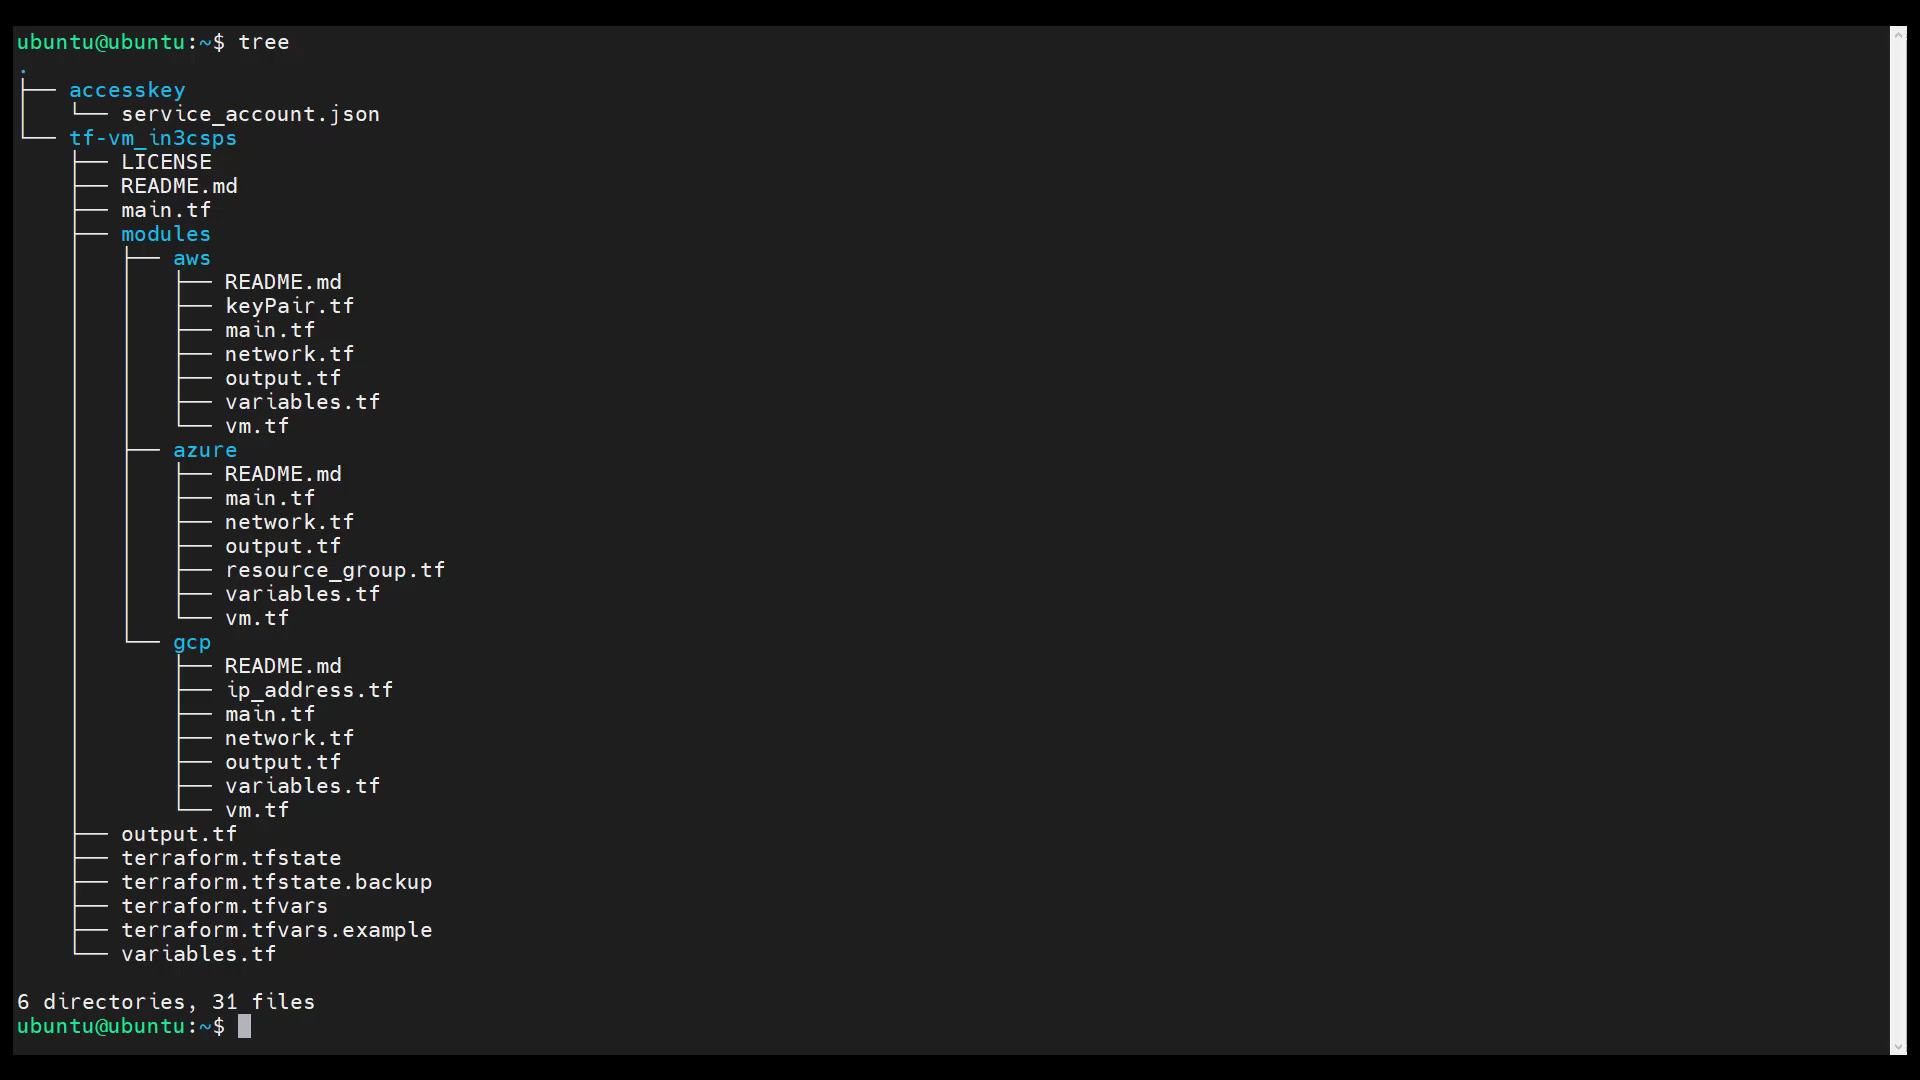 ubuntu@ubuntu:~$ tree
.
├── accesskey
│   └── service_account.json
└── tf-vm_in3csps
    ├── LICENSE
    ├── README.md
    ├── main.tf
    ├── modules
    │   ├── aws
    │   │   ├── README.md
    │   │   ├── keyPair.tf
    │   │   ├── main.tf
    │   │   ├── network.tf
    │   │   ├── output.tf
    │   │   ├── variables.tf
    │   │   └── vm.tf
    │   ├── azure
    │   │   ├── README.md
    │   │   ├── main.tf
    │   │   ├── network.tf
    │   │   ├── output.tf
    │   │   ├── resource_group.tf
    │   │   ├── variables.tf
    │   │   └── vm.tf
    │   └── gcp
    │       ├── README.md
    │       ├── ip_address.tf
    │       ├── main.tf
    │       ├── network.tf
    │       ├── output.tf
    │       ├── variables.tf
    │       └── vm.tf
    ├── output.tf
    ├── terraform.tfstate
    ├── terraform.tfstate.backup
    ├── terraform.tfvars
    ├── terraform.tfvars.example
    └── variables.tf

6 directories, 31 files
ubuntu@ubuntu:~$